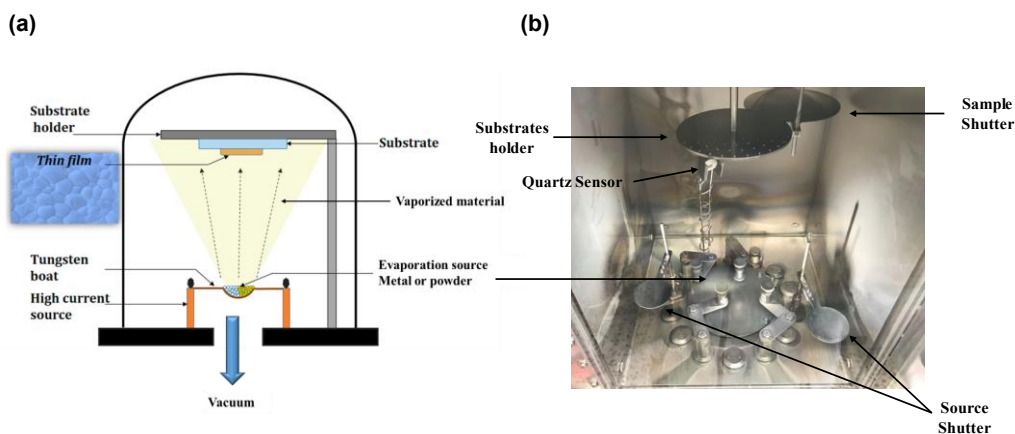 (a)
Substrate
holder
Thin film
Substrate
Vaporized material
Tungsten
boat
High current
source
Evaporation source
Metal or powder
Vacuum
(b)
Sample
Shutter
Substrates
holder
Quartz Sensor
Source
Shutter